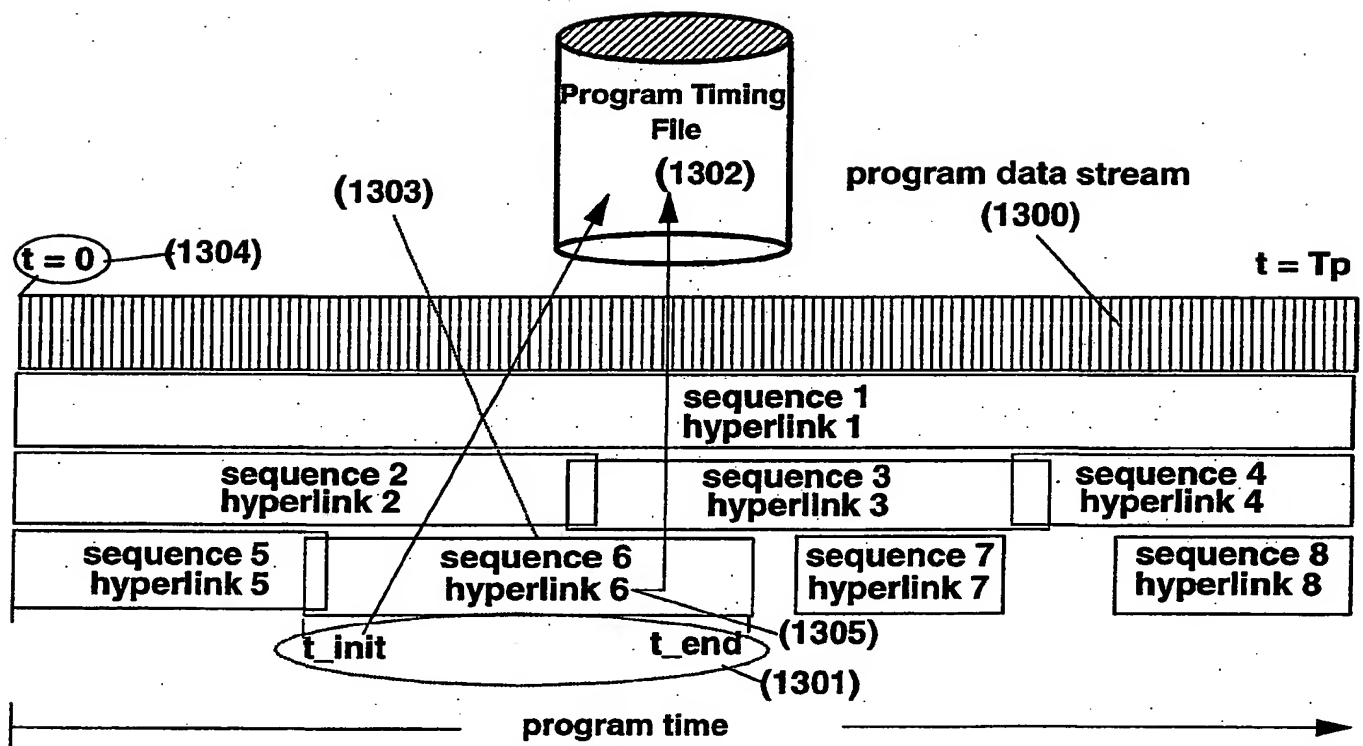 Program Timing
File
(1302)
(1303)
program data stream
(1300)
t = 0
(1304)
t = Tp
sequence 1
hyperlink 1
sequence 2
hyperlink 2
sequence 3
hyperlink 3
sequence 4
hyperlink 4
sequence 5
hyperlink 5
sequence 6
hyperlink 6
sequence 7
hyperlink 7
sequence 8
hyperlink 8
t_init
t_end
(1305)
(1301)
program time